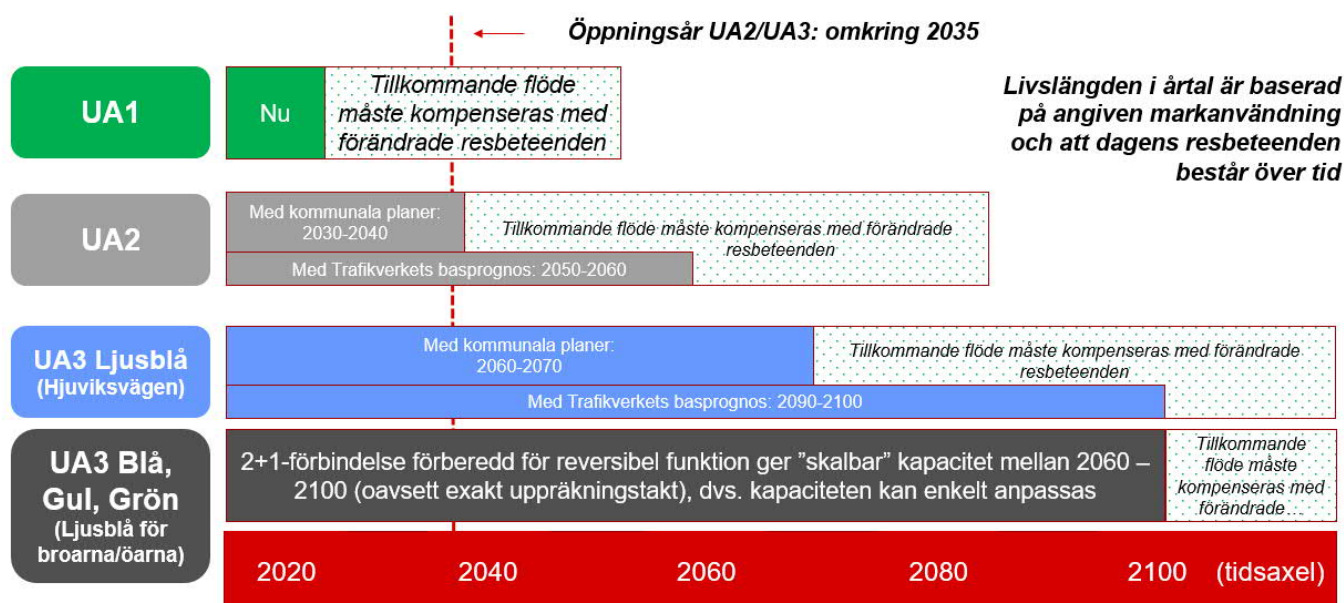 Öppningsår UA2/UA3: omkring 2035
Livslängden i årtal är baserad
på angiven markanvändning
och att dagens resbeteenden
består över tid
UA1
Nu
Tillkommande flöde
måste kompenseras med
förändrade resbeteenden
UA2
Med kommunala planer:
2030-2040
Tillkommande flöde måste kompenseras med förändrade
resbeteenden
Med Trafikverkets basprognos: 2050-2060
UA3 Ljusblå
(Hjuviksvägen)
Med kommunala planer:
2060-2070
Tillkommande flöde måste kompenseras med förändrade
resbeteenden
Med Trafikverkets basprognos: 2090-2100
UA3 Blå,
Gul, Grön
(Ljusblå för
broarna/öarna)
2+1-förbindelse förberedd för reversibel funktion ger ”skalbar” kapacitet mellan 2060 –
2100 (oavsett exakt uppräkningstakt), dvs. kapaciteten kan enkelt anpassas
Tillkommande
flöde måste
kompenseras med
förändrade…
2020 2040 2060 2080 2100 (tidsaxel)